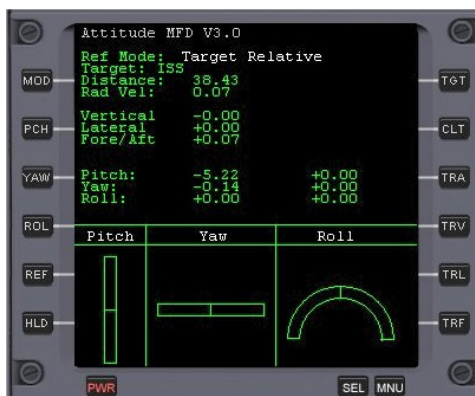 Attitude MFD V3.0
Ref Mode: Target Relative
Target: ISS
Distance: 38.43
Rad Vel: 0.07
Vertical -0.00
Lateral +0.00
Fore/Aft +0.07
Pitch: -5.22 +0.00
Yaw: -0.14 +0.00
Roll: +0.00 +0.00
Pitch Yaw Roll
MOD
PCH
YAW
ROL
REF
HLD
TGT
CLT
TRA
TRV
TRL
TRF
PWR SEL MNU